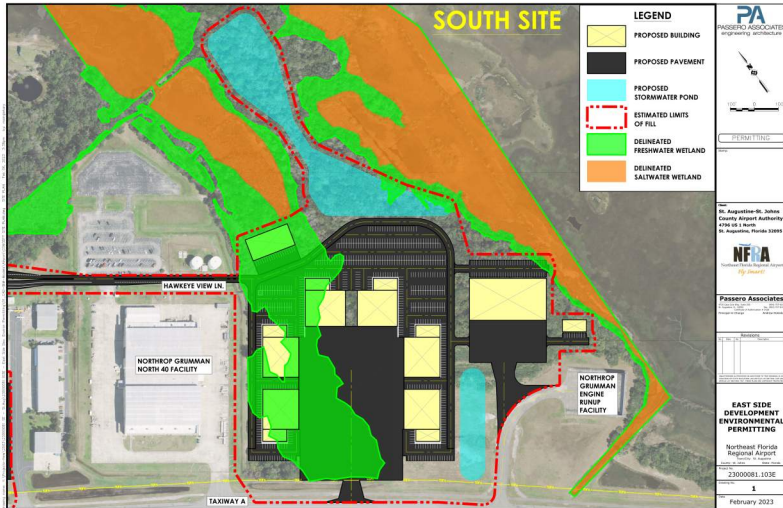 SOUTH SITE
LEGEND
PROPOSED BUILDING
PROPOSED PAVEMENT
PROPOSED
STORMWATER POND
ESTIMATED LIMITS
OF FILL
DELINEATED
FRESHWATER WETLAND
DELINEATED
SALTWATER WETLAND
HAWKEYE VIEW LN.
NORTHROP GRUMMAN
NORTH 40 FACILITY
NORTHROP
GRUMMAN
ENGINE
RUNUP
FACILITY
TAXIWAY A
PA
PASSERO ASSOCIATES
engineering architecture
100 0 100
PERMITTING
St. Augustine-St. Johns
County Airport Authority
4796 US 1 North
St. Augustine, Florida 32095
NFRA
Northeast Florida Regional Airport
Passero Associates
Revisions
EAST SIDE
DEVELOPMENT
ENVIRONMENTAL
PERMITTING
Northeast Florida
Regional Airport
23000081.103E
1
February 2023